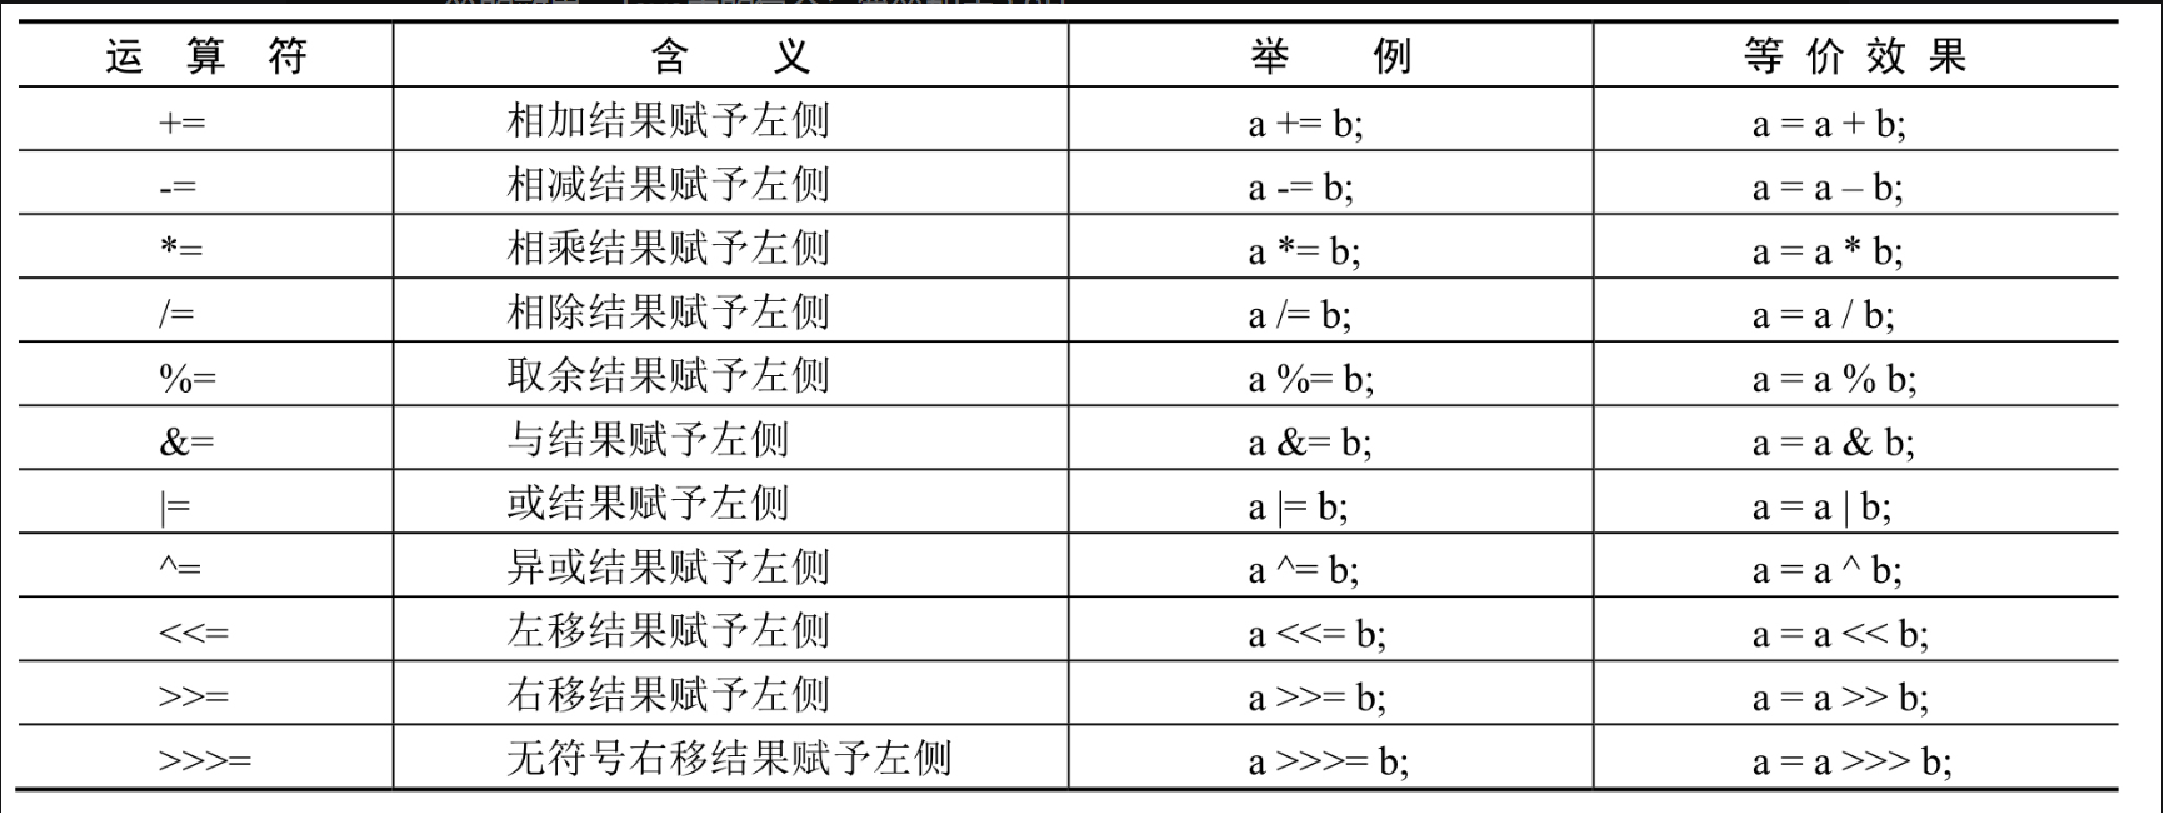 运 算 符 含 义 举 例 等 价 效 果
+= 相加结果赋予左侧 a += b; a = a + b;
-= 相减结果赋予左侧 a -= b; a = a – b;
*= 相乘结果赋予左侧 a *= b; a = a * b;
/= 相除结果赋予左侧 a /= b; a = a / b;
%= 取余结果赋予左侧 a %= b; a = a % b;
&= 与结果赋予左侧 a &= b; a = a & b;
|= 或结果赋予左侧 a |= b; a = a | b;
^= 异或结果赋予左侧 a ^= b; a = a ^ b;
<<= 左移结果赋予左侧 a <<= b; a = a << b;
>>= 右移结果赋予左侧 a >>= b; a = a >> b;
>>>= 无符号右移结果赋予左侧 a >>>= b; a = a >>> b;